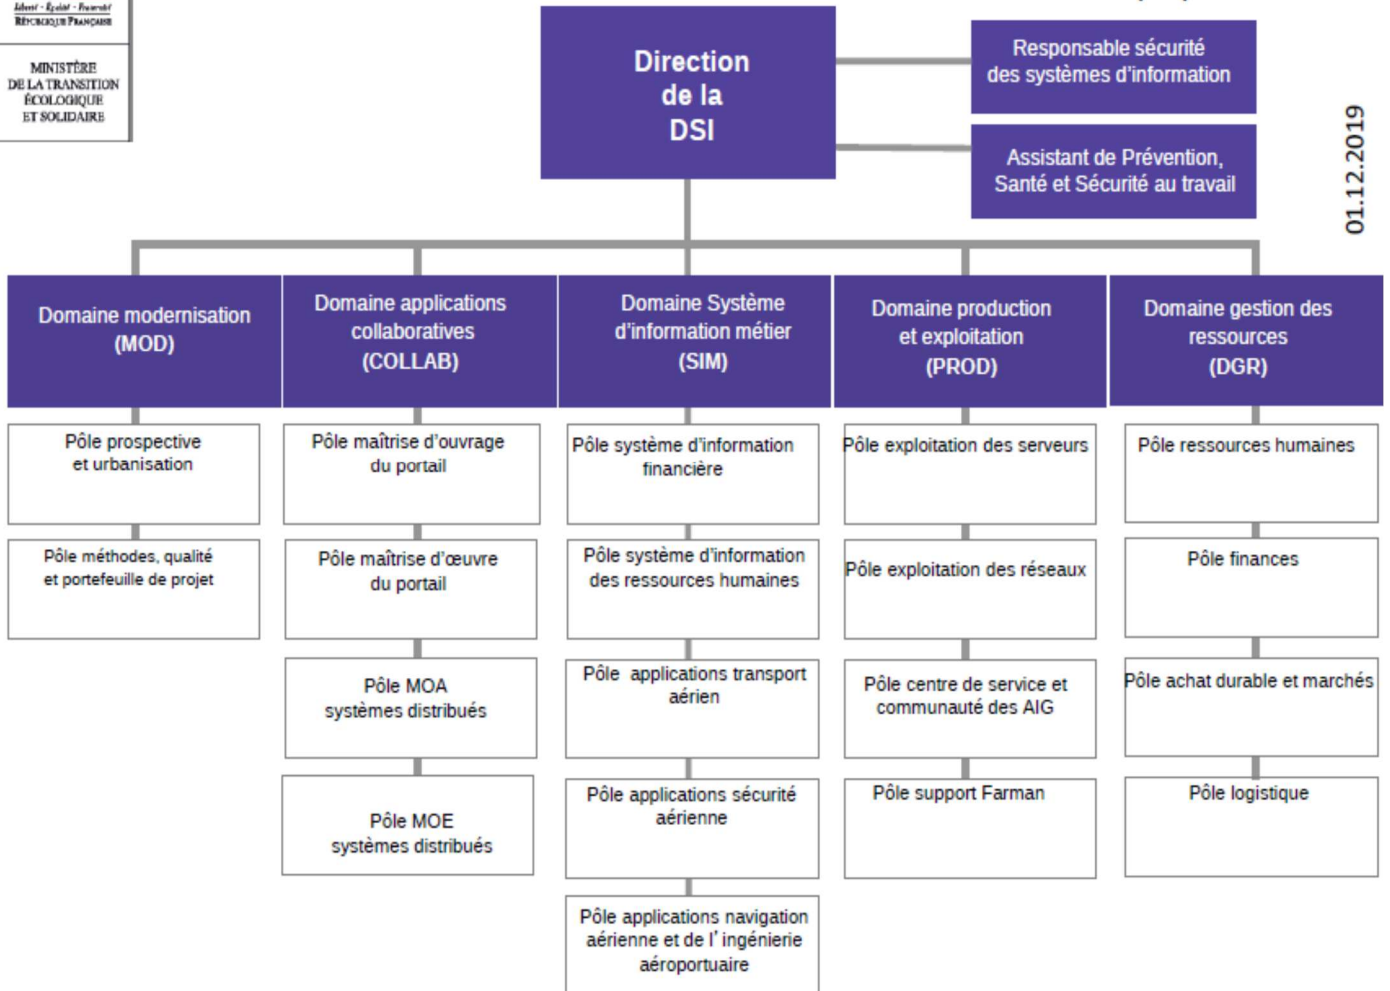 Liberté - Égalité - Fraternité
RÉPUBLIQUE FRANÇAISE
MINISTÈRE
DE LA TRANSITION
ÉCOLOGIQUE
ET SOLIDAIRE
Direction
de la
DSI
Responsable sécurité
des systèmes d'information
Assistant de Prévention,
Santé et Sécurité au travail
01.12.2019
Domaine modernisation
(MOD)
Domaine applications
collaboratives
(COLLAB)
Domaine Système
d'information métier
(SIM)
Domaine production
et exploitation
(PROD)
Domaine gestion des
ressources
(DGR)
Pôle prospective
et urbanisation
Pôle méthodes, qualité
et portefeuille de projet
Pôle maîtrise d'ouvrage
du portail
Pôle maîtrise d'œuvre
du portail
Pôle MOA
systèmes distribués
Pôle MOE
systèmes distribués
Pôle système d'information
financière
Pôle système d'information
des ressources humaines
Pôle applications transport
aérien
Pôle applications sécurité
aérienne
Pôle applications navigation
aérienne et de l' ingénierie
aéroportuaire
Pôle exploitation des serveurs
Pôle exploitation des réseaux
Pôle centre de service et
communauté des AIG
Pôle support Farman
Pôle ressources humaines
Pôle finances
Pôle achat durable et marchés
Pôle logistique